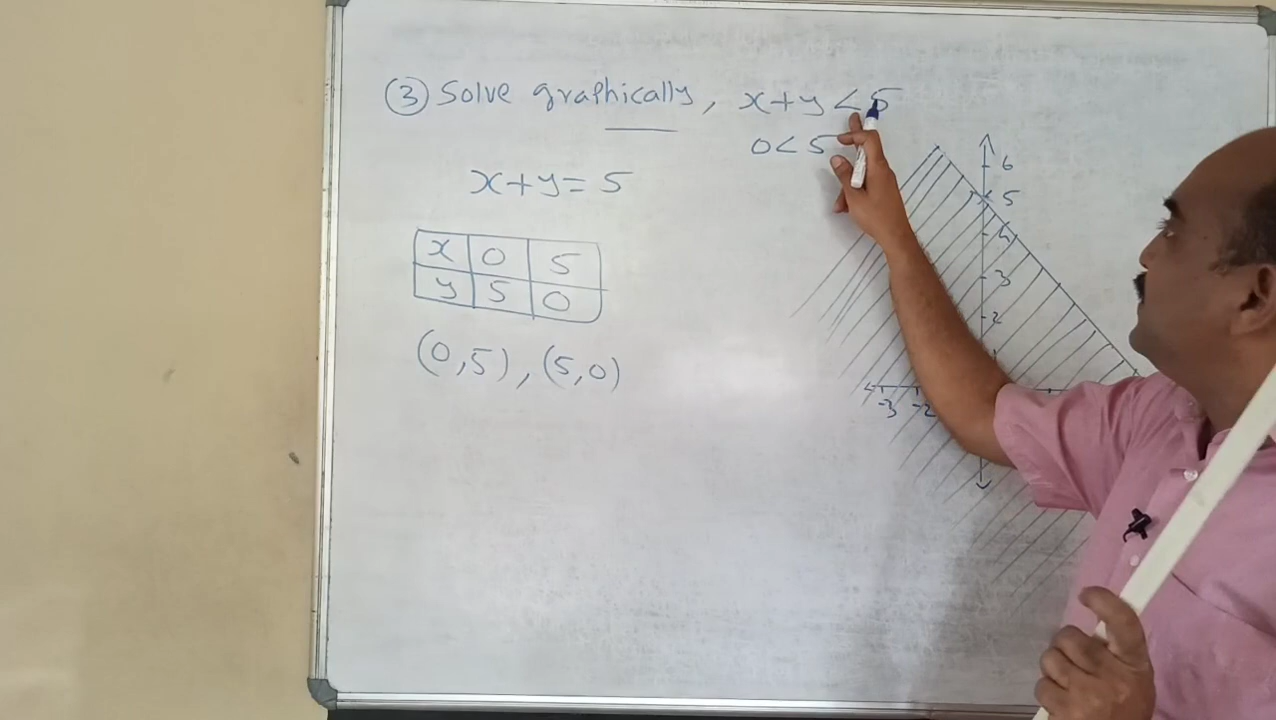 ③ Solve graphically, x+y<5
0<5
x+y=5
x 0 5
y 5 0
(0,5), (5,0)
6
5
4
3
2
1
-3 -2